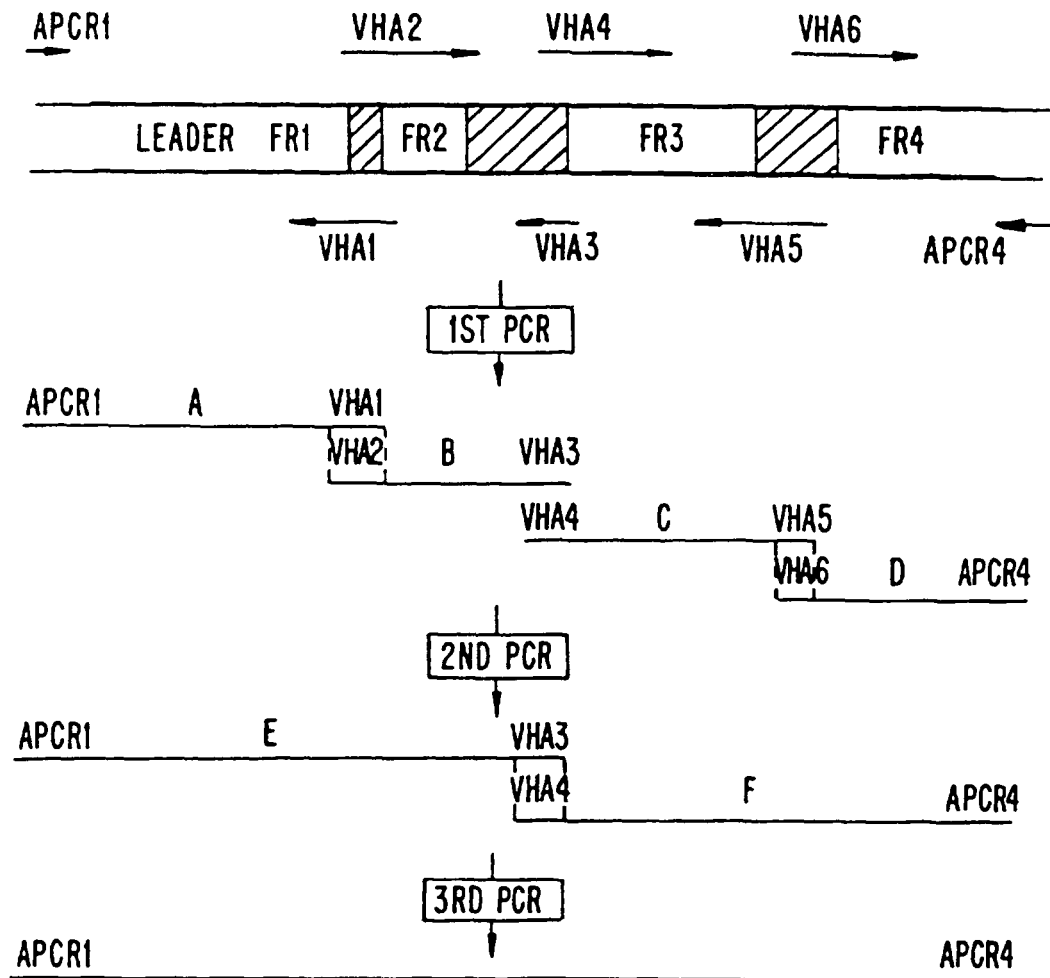 APCR1 VHA2 VHA4 VHA6
LEADER FR1 FR2 FR3 FR4
VHA1 VHA3 VHA5 APCR4
1ST PCR
APCR1 A VHA1
VHA2 B VHA3
VHA4 C VHA5
VHA6 D APCR4
2ND PCR
APCR1 E VHA3
VHA4 F APCR4
3RD PCR
APCR1 APCR4